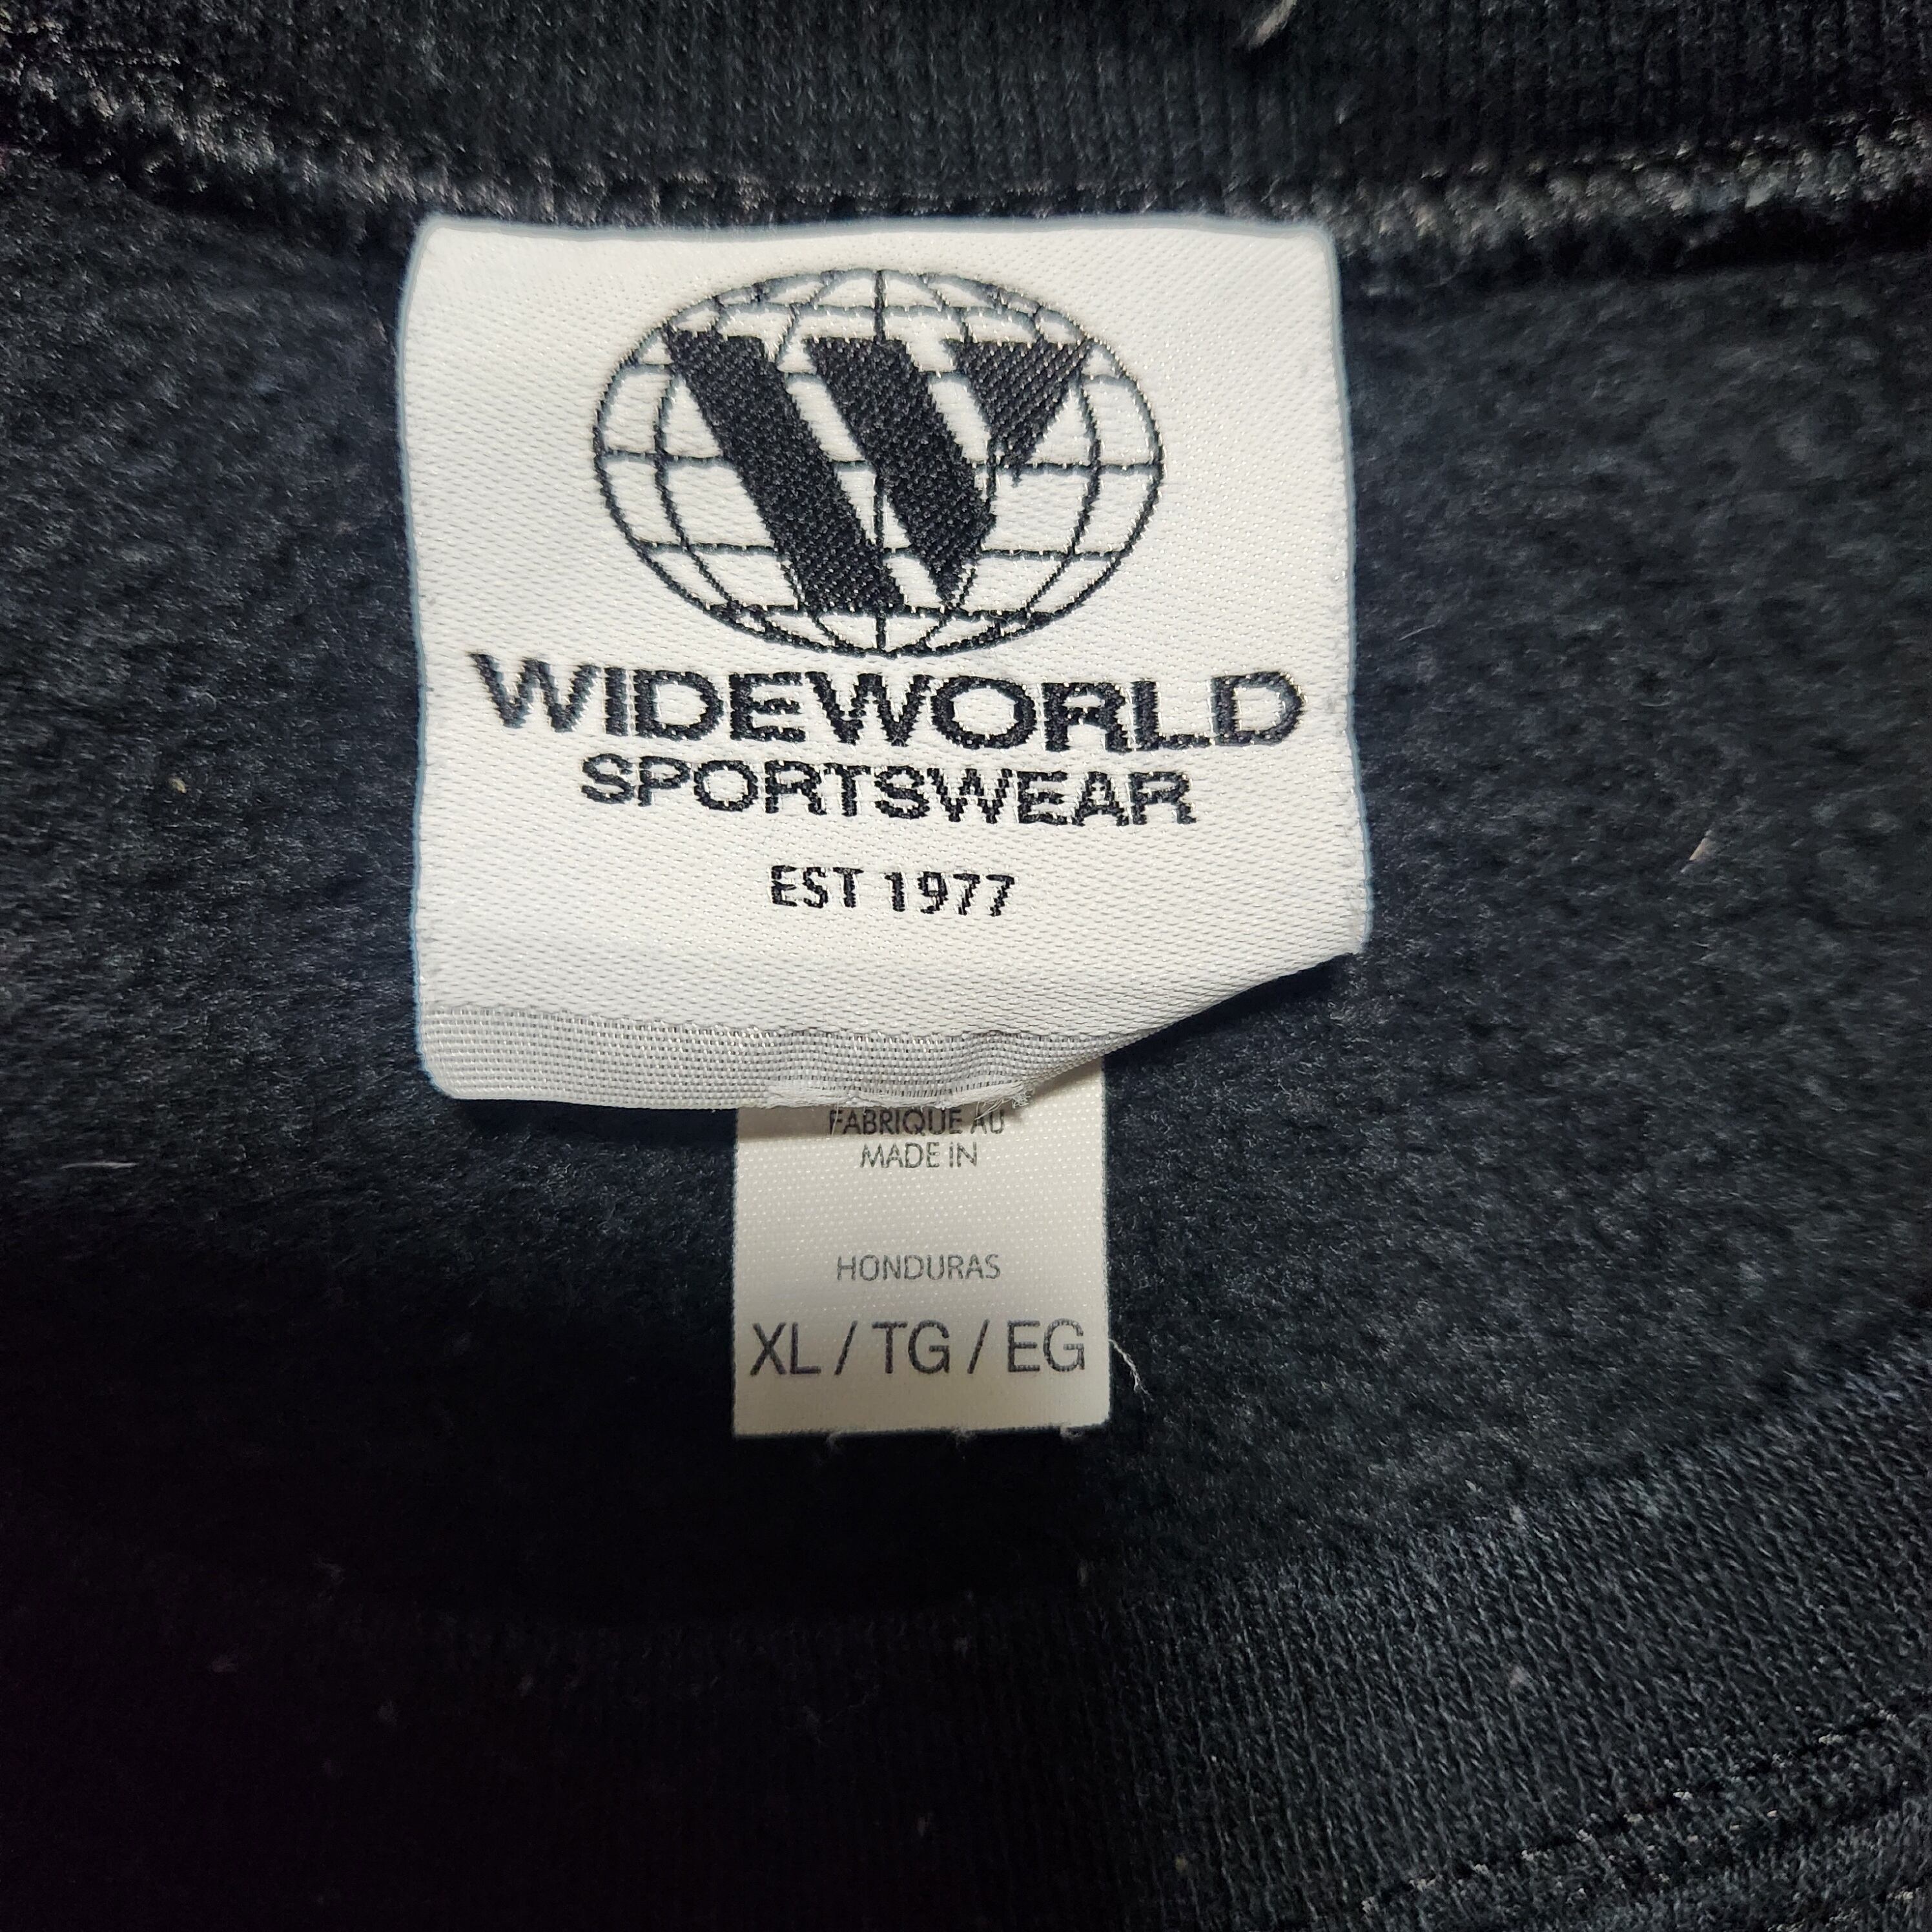 W
WIDEWORLD
SPORTSWEAR
EST 1977
FABRIQUE AU
MADE IN
HONDURAS
XL / TG / EG